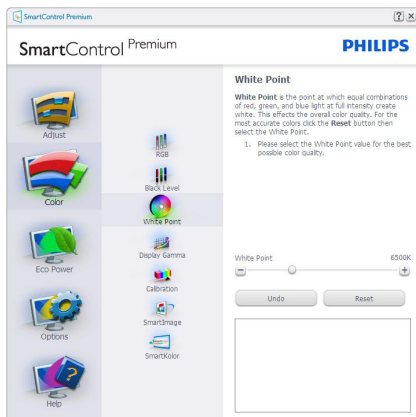 SmartControl Premium
SmartControl Premium
PHILIPS
Adjust
Color
Eco Power
Options
Help
RGB
Black Level
White Point
Display Gamma
Calibration
SmartImage
SmartKolor
White Point
White Point is the point at which equal combinations
of red, green, and blue light at full intensity create
white. This effects the overall color quality. For the
most accurate colors click the Reset button then
select the White Point.
1. Please select the White Point value for the best
possible color quality.
White Point 6500K
Undo Reset